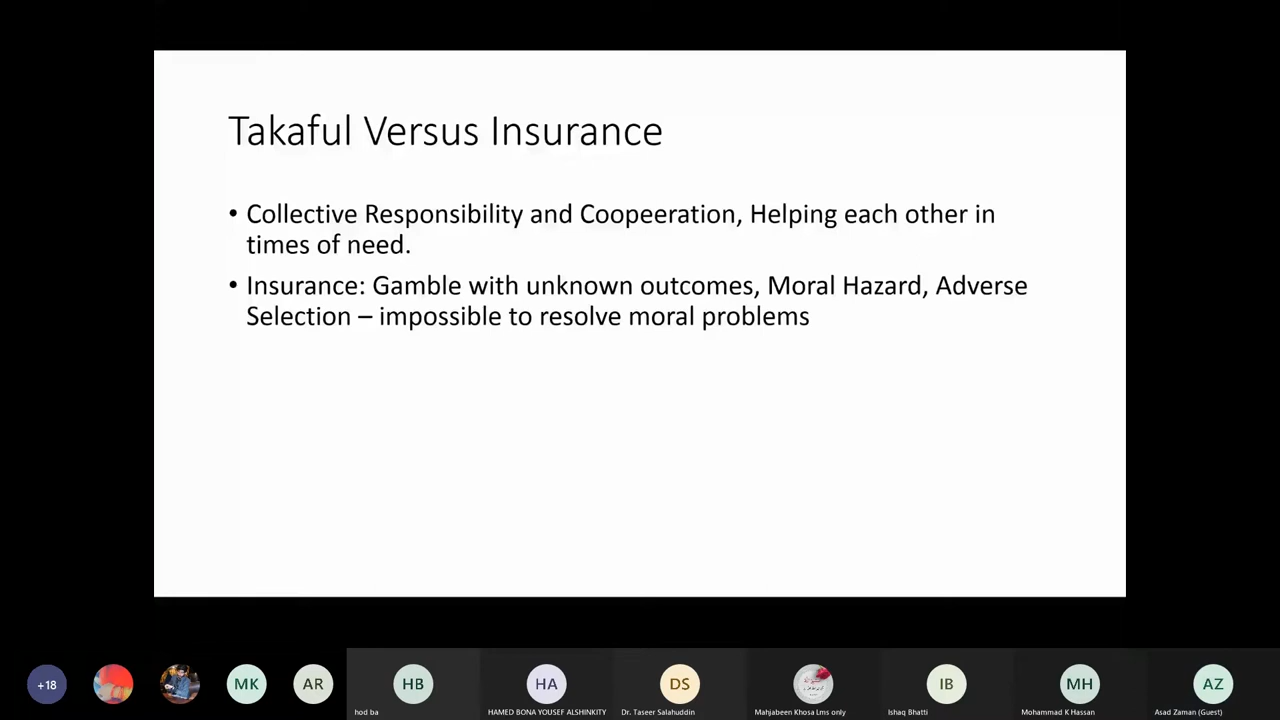 Takaful Versus Insurance
• Collective Responsibility and Coopeeration, Helping each other in
times of need.
• Insurance: Gamble with unknown outcomes, Moral Hazard, Adverse
Selection – impossible to resolve moral problems
+18
MK
AR
HB
HA
DS
IB
MH
AZ
hod ba
HAMED BONA YOUSEF ALSHINKITY
Dr. Taseer Salahuddin
Mahjabeen Khosa Lms only
Ishaq Bhatti
Mohammad K Hassan
Asad Zaman (Guest)